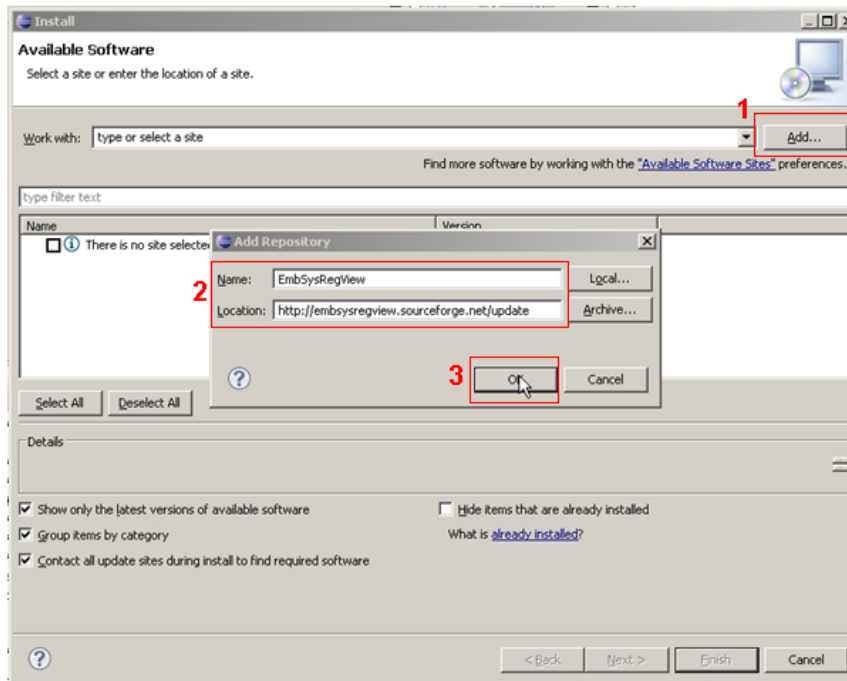 Install
Available Software
Select a site or enter the location of a site.
1
Work with: type or select a site Add...
Find more software by working with the "Available Software Sites" preferences.
type filter text
Name Version
There is no site selected
Add Repository
2
Name: EmbSysRegView Local...
Location: http://embsysregview.sourceforge.net/update Archive...
3
OK Cancel
Select All Deselect All
Details
Show only the latest versions of available software Hide items that are already installed
Group items by category What is already installed?
Contact all update sites during install to find required software
< Back Next > Finish Cancel